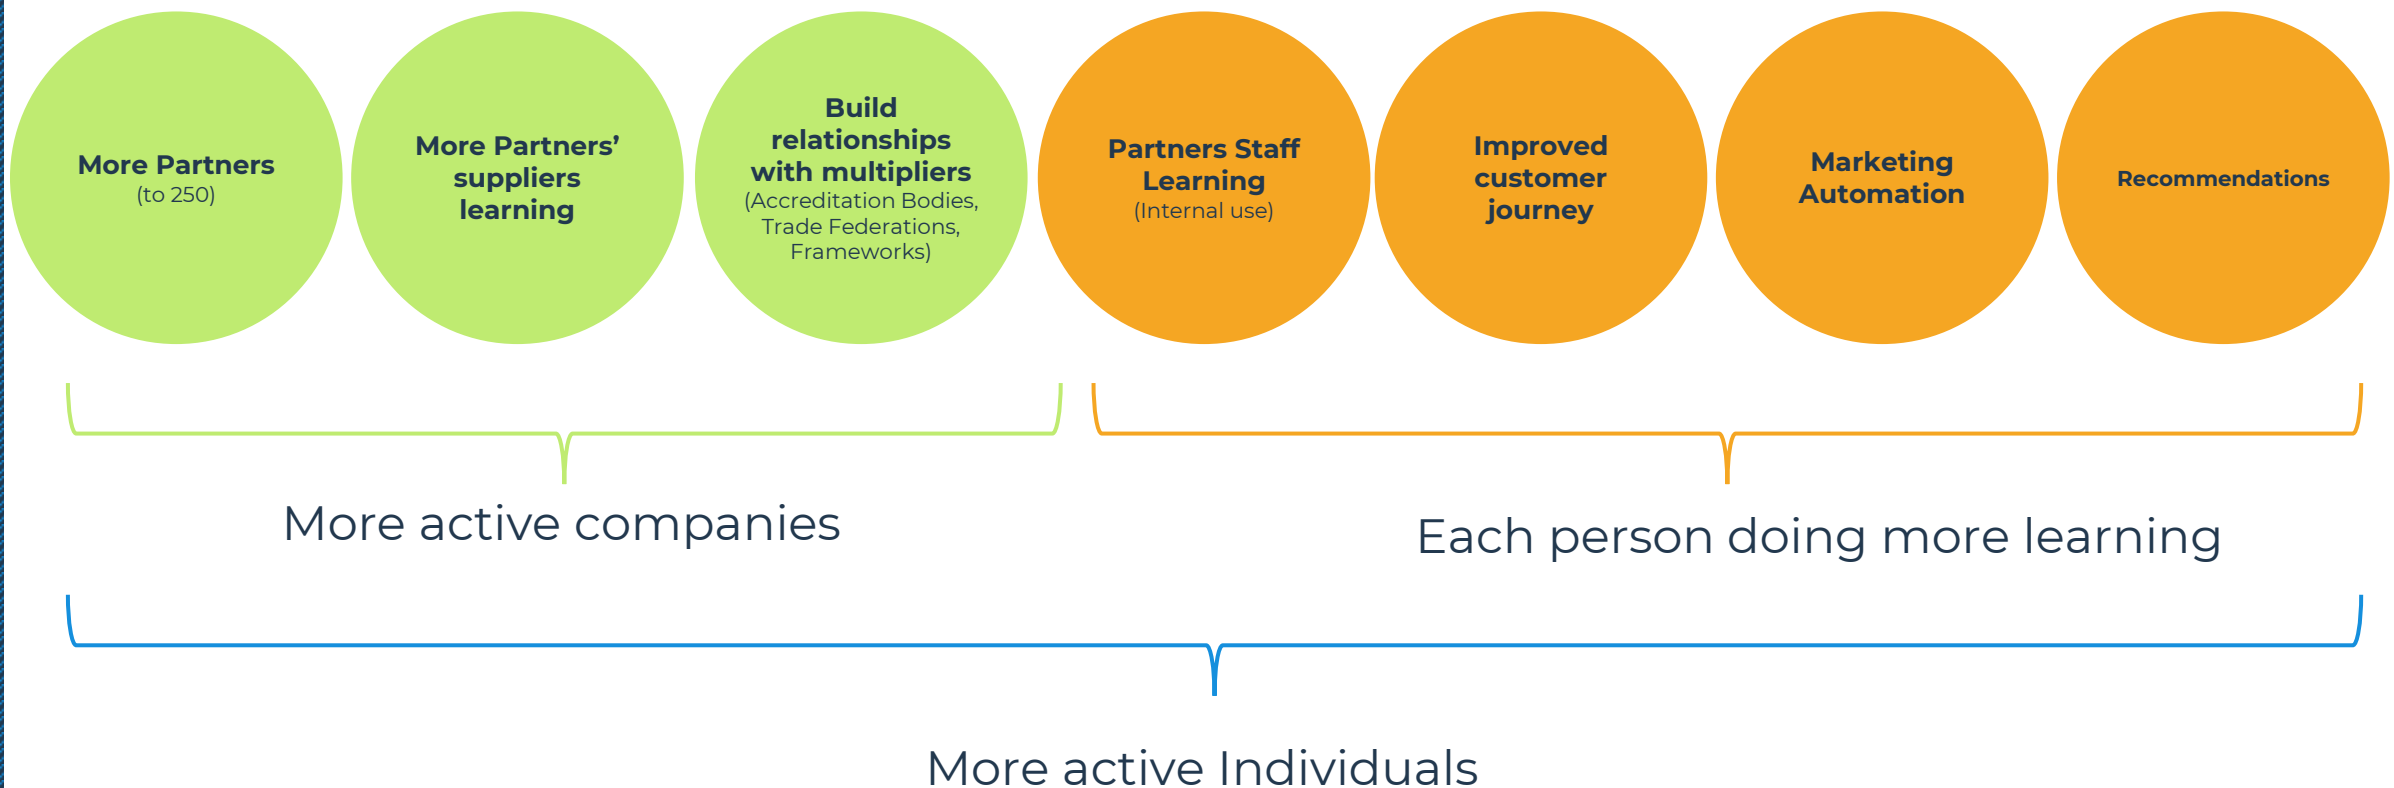 More Partners
(to 250)
More Partners’
suppliers
learning
Build
relationships
with multipliers
(Accreditation Bodies,
Trade Federations,
Frameworks)
Partners Staff
Learning
(Internal use)
Improved
customer
journey
Marketing
Automation
Recommendations
More active companies
Each person doing more learning
More active Individuals